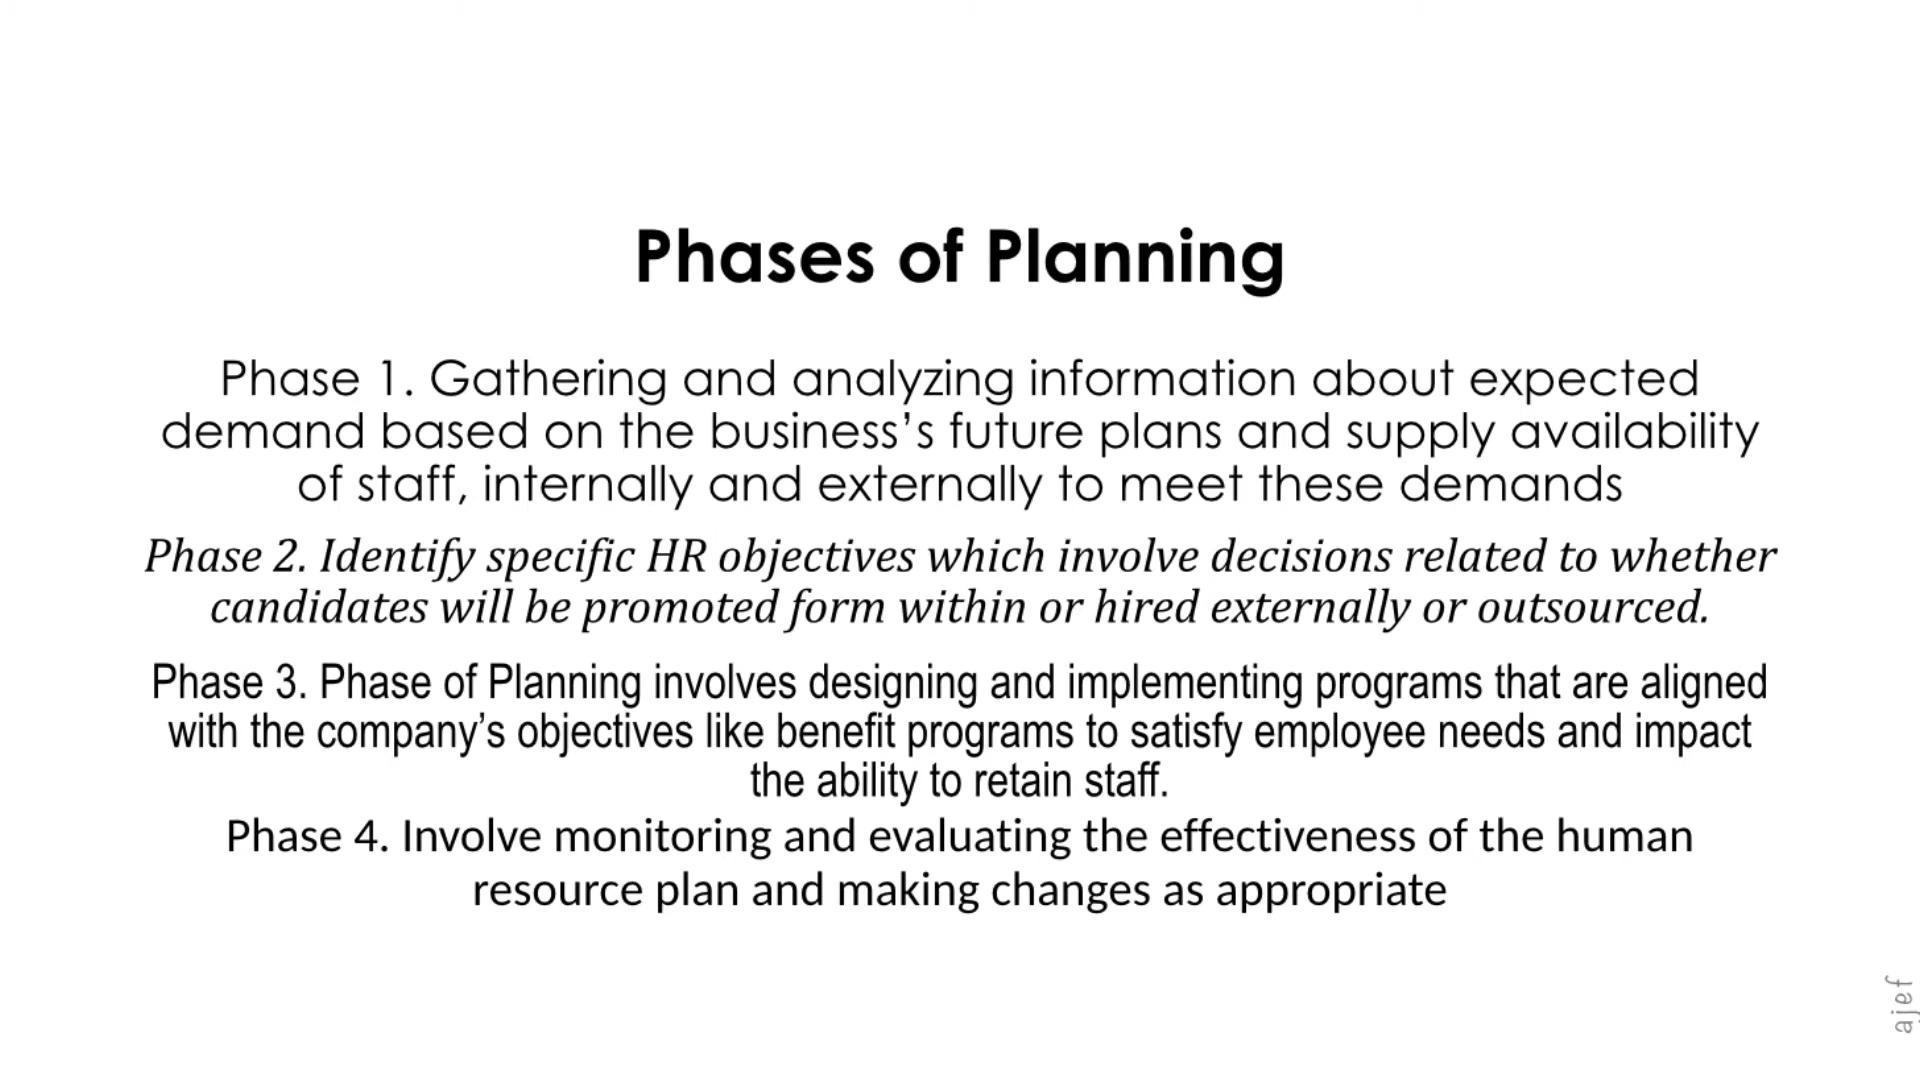 Phases of Planning
Phase 1. Gathering and analyzing information about expected
demand based on the business’s future plans and supply availability
of staff, internally and externally to meet these demands
Phase 2. Identify specific HR objectives which involve decisions related to whether
candidates will be promoted form within or hired externally or outsourced.
Phase 3. Phase of Planning involves designing and implementing programs that are aligned
with the company’s objectives like benefit programs to satisfy employee needs and impact
the ability to retain staff.
Phase 4. Involve monitoring and evaluating the effectiveness of the human
resource plan and making changes as appropriate
ajef